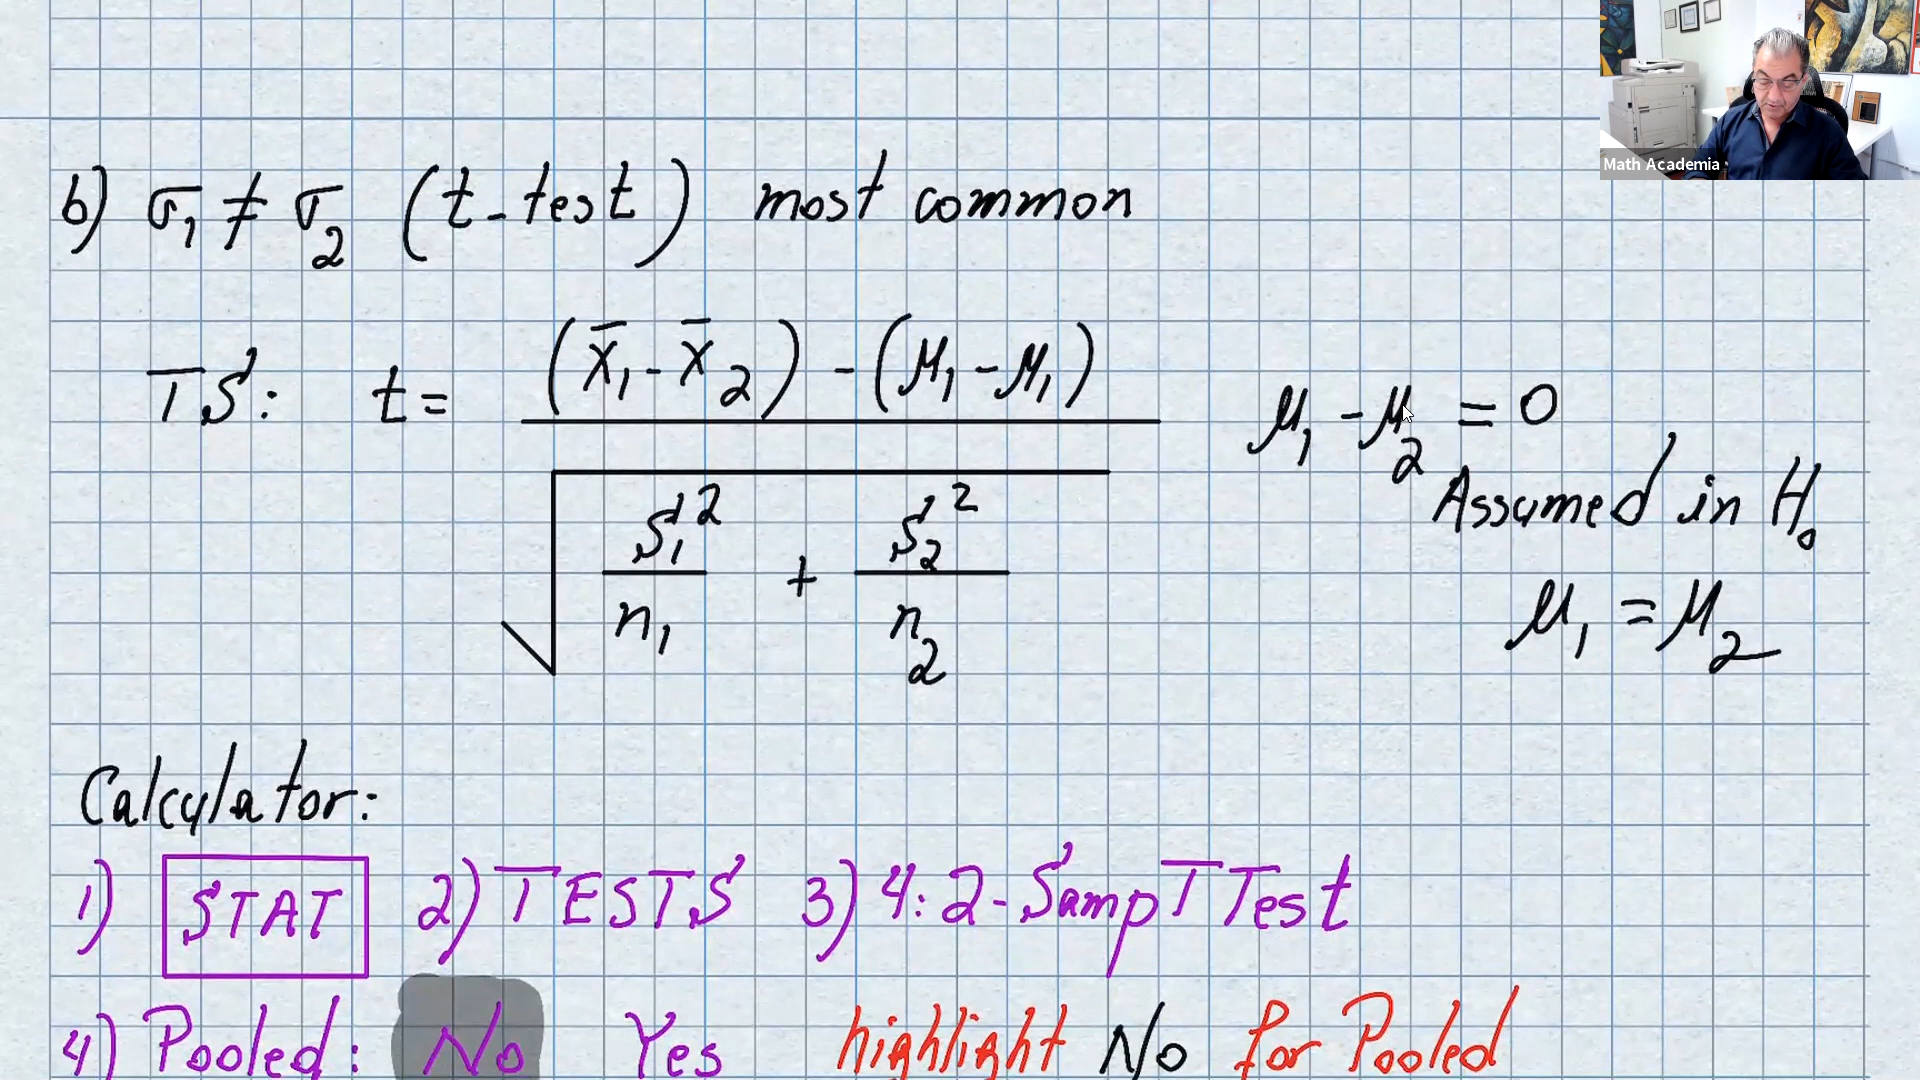 Math Academia
b) σ₁ ≠ σ₂ (t-test) most common
TS: t = ((x̄₁ - x̄₂) - (μ₁ - μ₁)) / √(s₁²/n₁ + s₂²/n₂)
μ₁ - μ₂ = 0
Assumed in H₀
μ₁ = μ₂
Calculator:
1) STAT 2) TESTS 3) 4: 2-SampTTest
4) Pooled: No Yes highlight No for Pooled